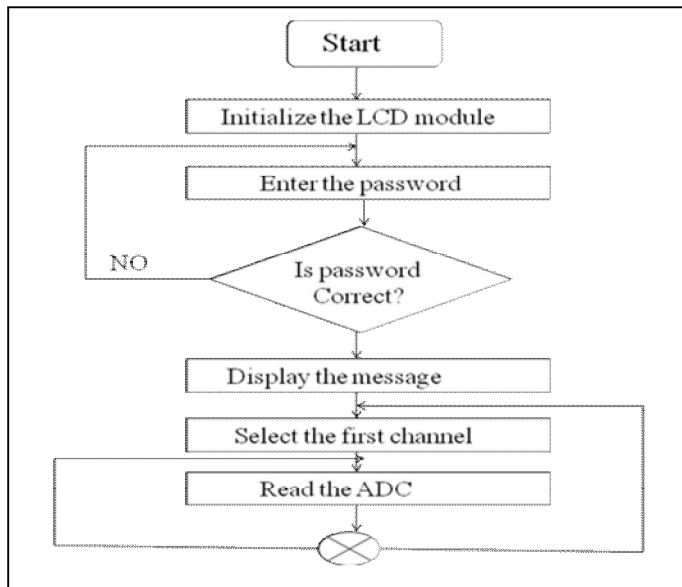 Start
Initialize the LCD module
Enter the password
NO
Is password
Correct?
Display the message
Select the first channel
Read the ADC